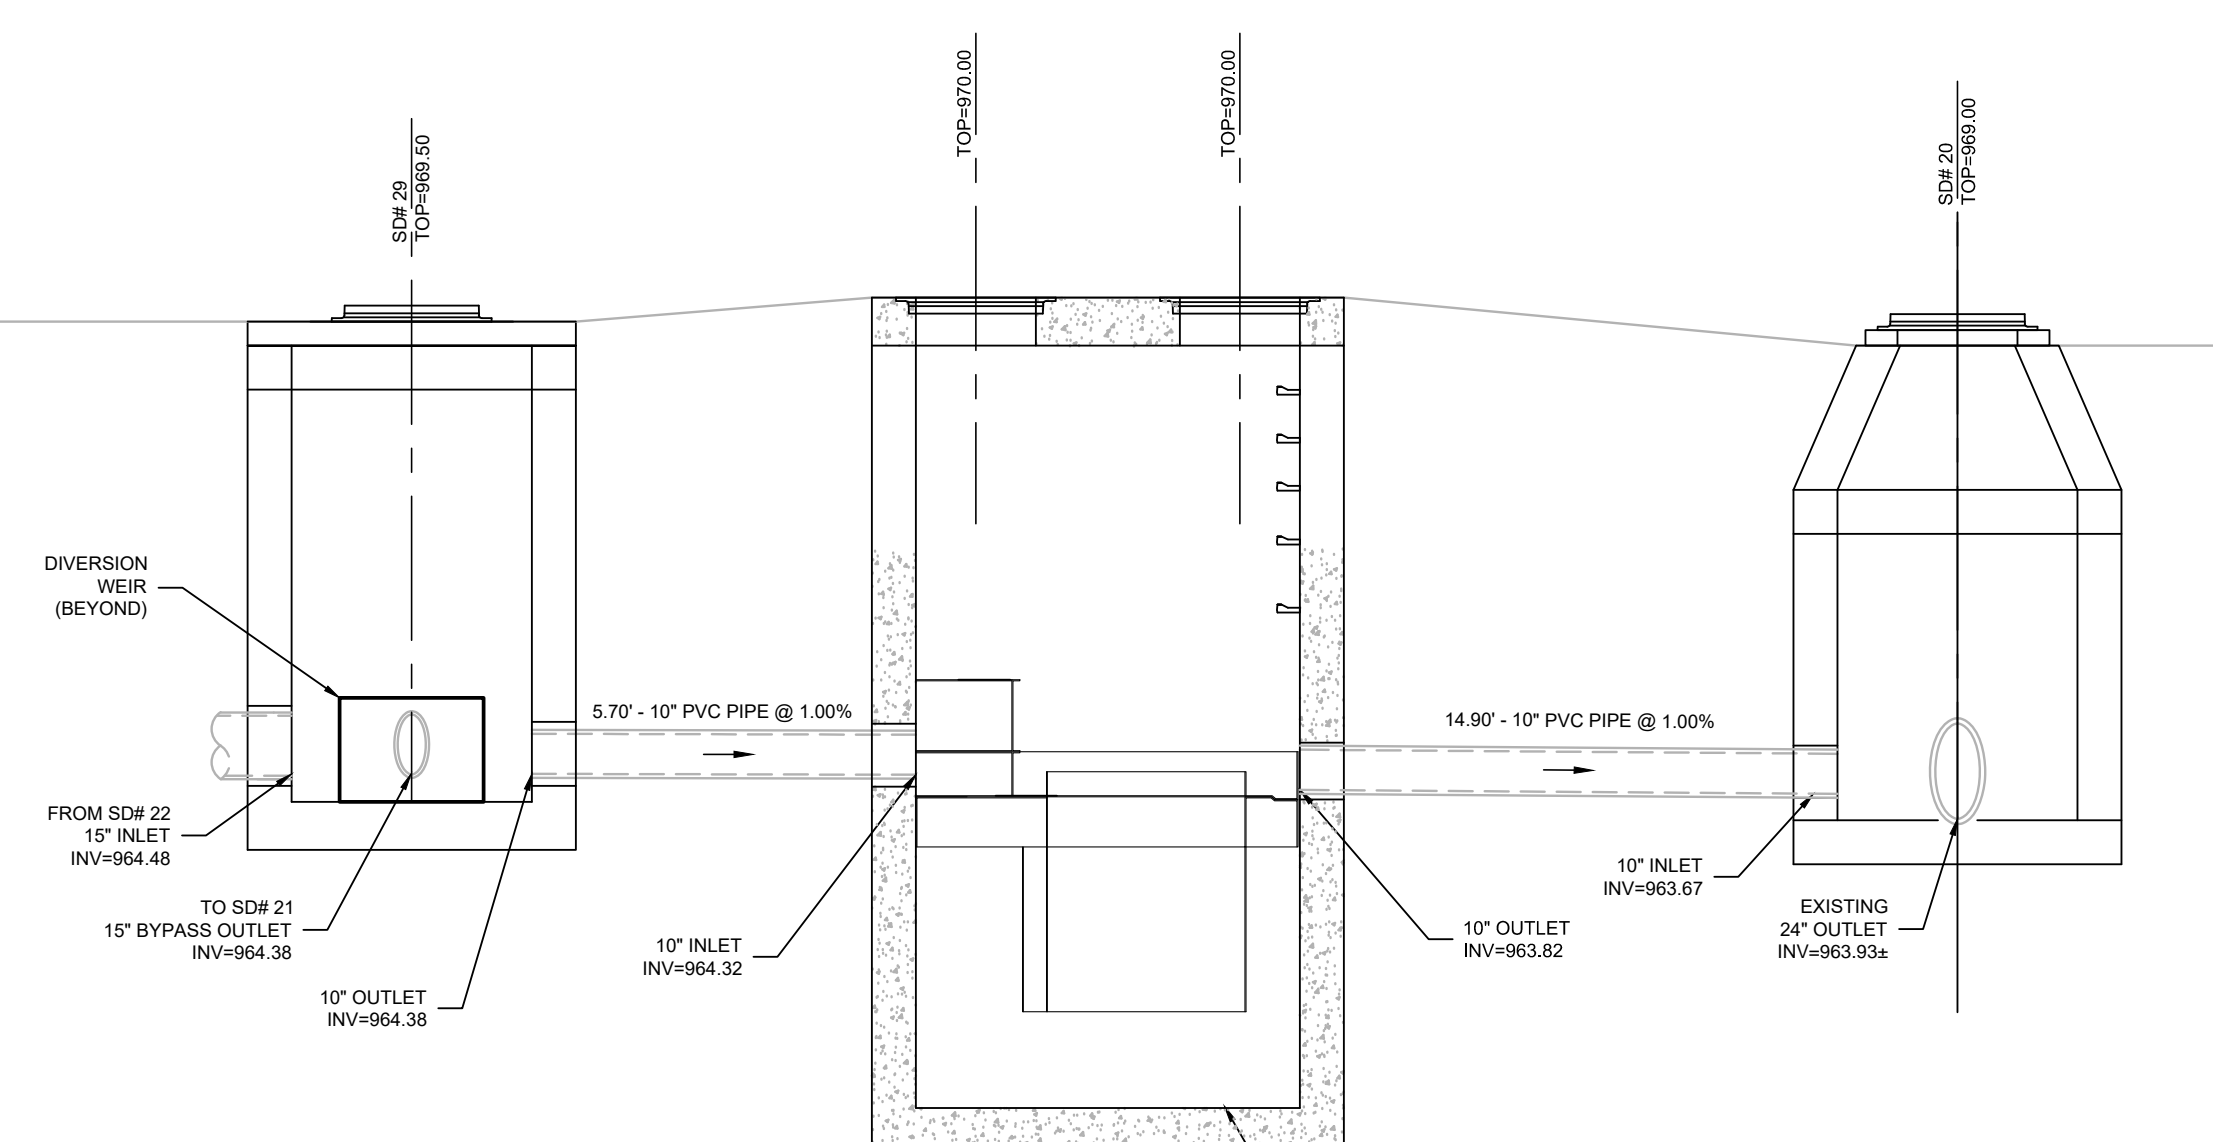 SD# 29
TOP=969.50
TOP=970.00
TOP=970.00
SD# 20
TOP=969.00
DIVERSION
WEIR
(BEYOND)
5.70' - 10" PVC PIPE @ 1.00%
14.90' - 10" PVC PIPE @ 1.00%
FROM SD# 22
15" INLET
INV=964.48
TO SD# 21
15" BYPASS OUTLET
INV=964.38
10" OUTLET
INV=964.38
10" INLET
INV=964.32
10" OUTLET
INV=963.82
10" INLET
INV=963.67
EXISTING
24" OUTLET
INV=963.93±